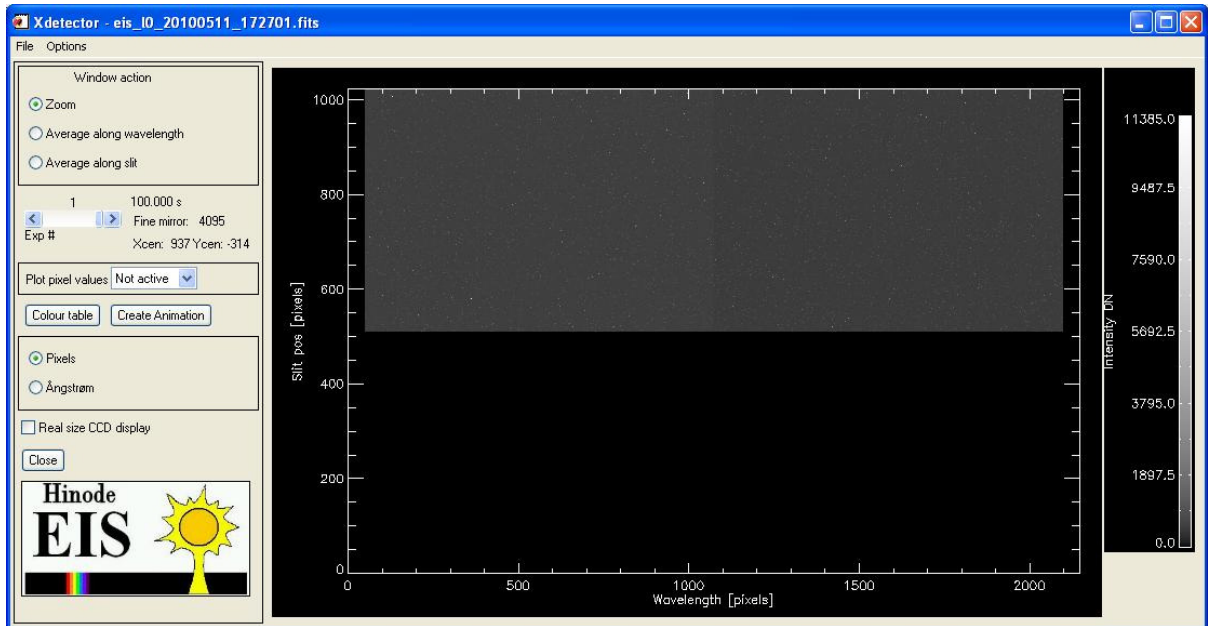 Xdetector - eis_l0_20100511_172701.fits
File Options
Window action
Zoom
Average along wavelength
Average along slit
1 100.000 s
Fine mirror: 4095
Exp #
Xcen: 937 Ycen: -314
Plot pixel values Not active
Colour table Create Animation
Pixels
Ångstrøm
Real size CCD display
Close
Hinode
EIS
1000
800
600
400
200
0
Slit pos [pixels]
0 500 1000 1500 2000
Wavelength [pixels]
11385.0
9487.5
7590.0
5692.5
3795.0
1897.5
0.0
Intensity DN